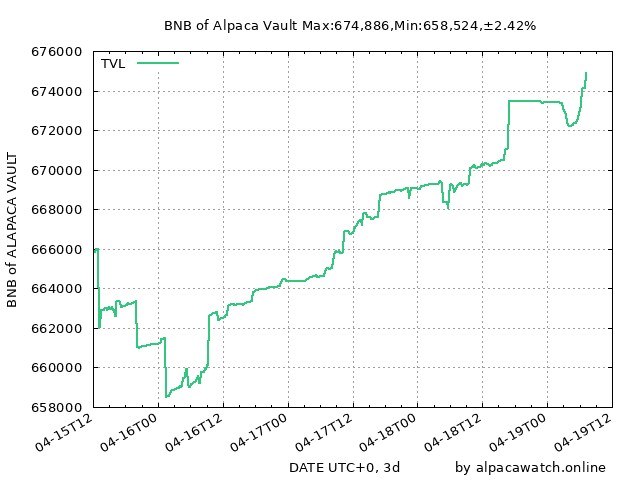 BNB of Alpaca Vault Max:674,886,Min:658,524,±2.42%
TVL
BNB of ALAPACA VAULT
676000
674000
672000
670000
668000
666000
664000
662000
660000
658000
04-15T12
04-16T00
04-16T12
04-17T00
04-17T12
04-18T00
04-18T12
04-19T00
04-19T12
DATE UTC+0, 3d
by alpacawatch.online